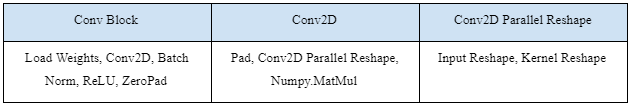 Conv Block
Conv2D
Conv2D Parallel Reshape
Load Weights, Conv2D, Batch
Norm, ReLU, ZeroPad
Pad, Conv2D Parallel Reshape,
Numpy.MatMul
Input Reshape, Kernel Reshape